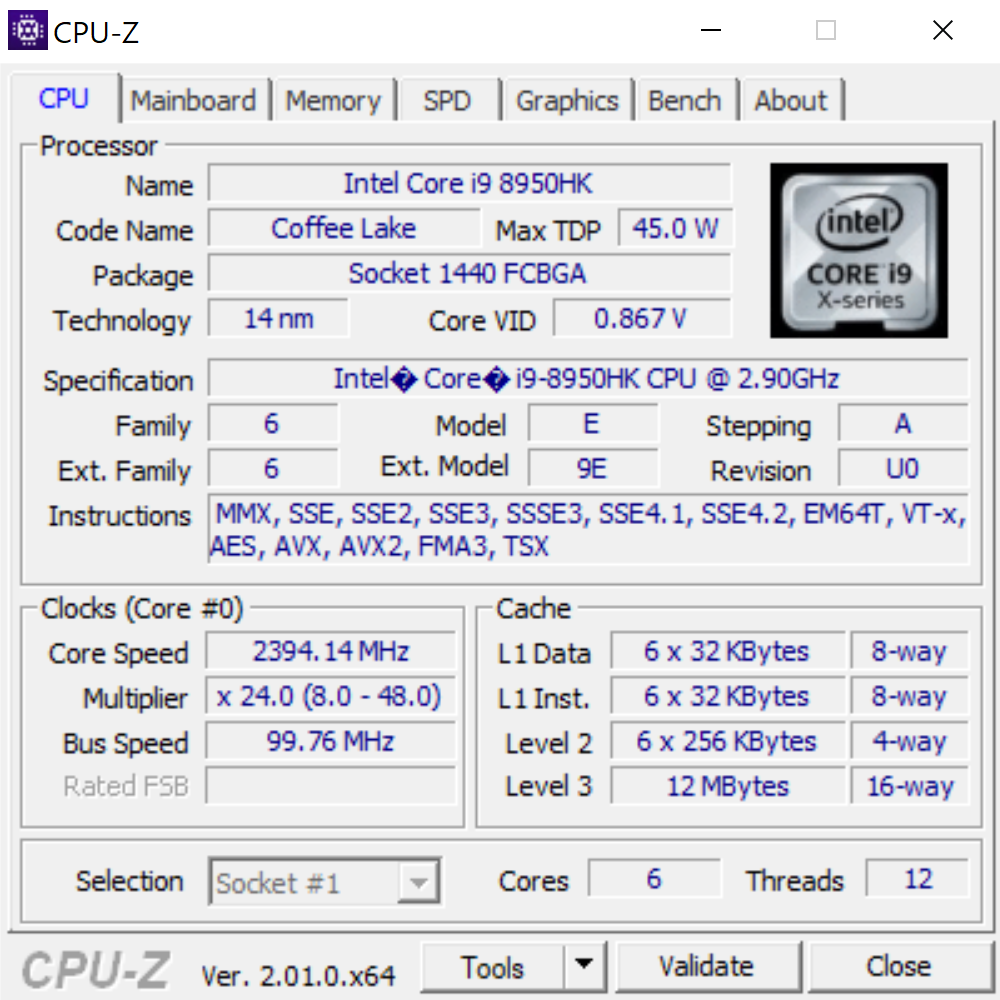 CPU-Z
CPU Mainboard Memory SPD Graphics Bench About
Processor
Name Intel Core i9 8950HK
Code Name Coffee Lake Max TDP 45.0 W
Package Socket 1440 FCBGA
Technology 14 nm Core VID 0.867 V
intel
CORE i9
X-series
Specification Intel� Core� i9-8950HK CPU @ 2.90GHz
Family 6 Model E Stepping A
Ext. Family 6 Ext. Model 9E Revision U0
Instructions MMX, SSE, SSE2, SSE3, SSSE3, SSE4.1, SSE4.2, EM64T, VT-x,
AES, AVX, AVX2, FMA3, TSX
Clocks (Core #0)
Core Speed 2394.14 MHz
Multiplier x 24.0 (8.0 - 48.0)
Bus Speed 99.76 MHz
Rated FSB
Cache
L1 Data 6 x 32 KBytes 8-way
L1 Inst. 6 x 32 KBytes 8-way
Level 2 6 x 256 KBytes 4-way
Level 3 12 MBytes 16-way
Selection Socket #1 Cores 6 Threads 12
CPU-Z Ver. 2.01.0.x64 Tools Validate Close